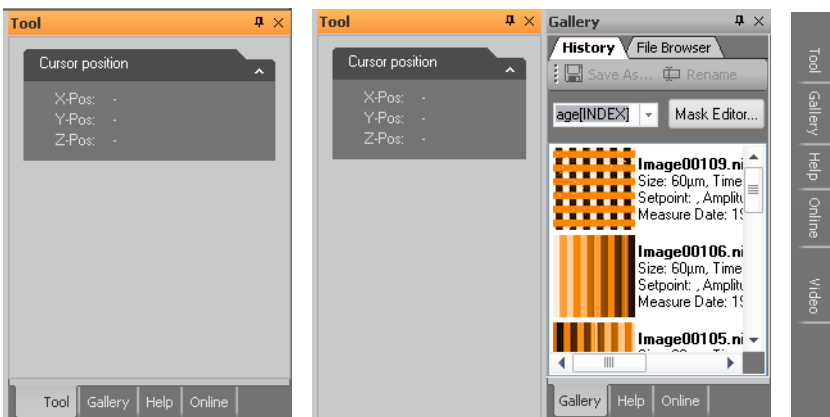 Tool
Cursor position
X-Pos: -
Y-Pos: -
Z-Pos: -
Tool Gallery Help Online
Tool
Cursor position
X-Pos: -
Y-Pos: -
Z-Pos: -
Gallery
History File Browser
Save As... Rename
age[INDEX] Mask Editor...
Image00109.ni
Size: 60µm, Time
Setpoint: , Amplitu
Measure Date: 19
Image00106.ni
Size: 60µm, Time
Setpoint: , Amplitu
Measure Date: 19
Image00105.ni
Gallery Help Online
Tool
Gallery
Help
Online
Video